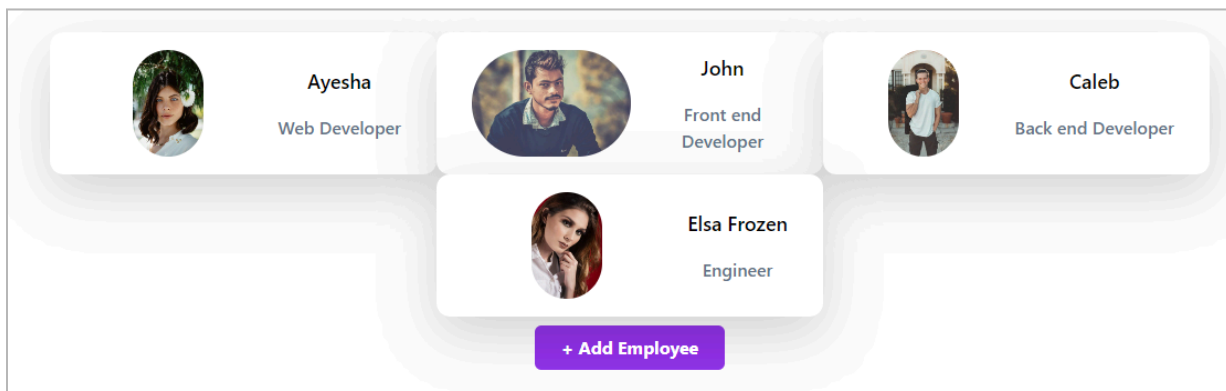 Ayesha
Web Developer
John
Front end
Developer
Caleb
Back end Developer
Elsa Frozen
Engineer
+ Add Employee